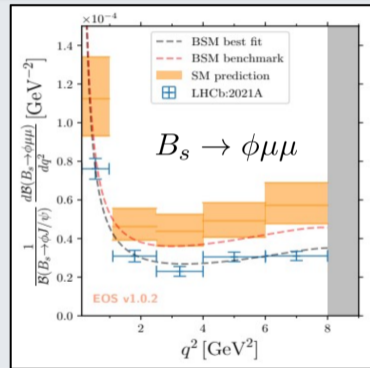 ×10⁻⁴
1.4
1.2
1.0
0.8
0.6
0.4
0.2
0.0
1 / B(B_s→ϕJ/ψ) dB(B_s→ϕμμ) / dq² [GeV⁻²]
BSM best fit
BSM benchmark
SM prediction
LHCb:2021A
B_s → ϕμμ
EOS v1.0.2
2 4 6 8
q² [GeV²]